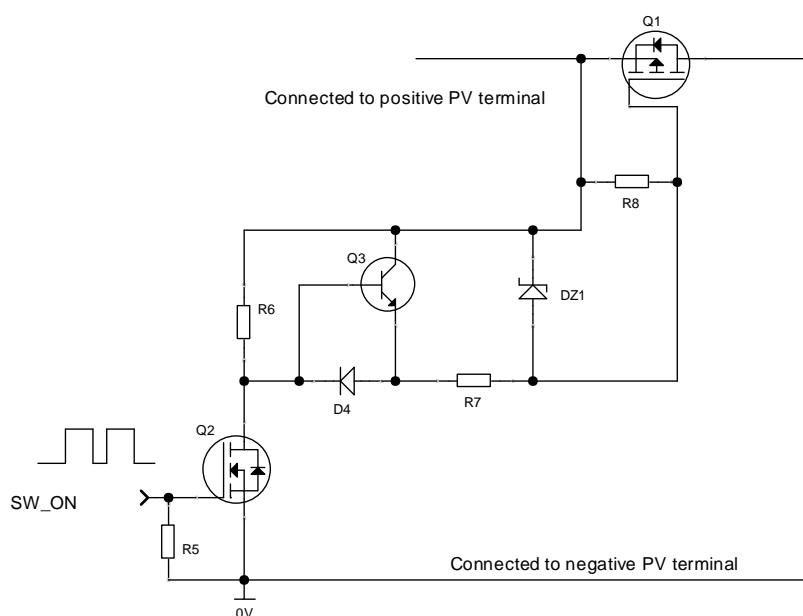 Q1
Connected to positive PV terminal
R8
Q3
DZ1
R6
D4
R7
Q2
SW_ON
R5
Connected to negative PV terminal
0V